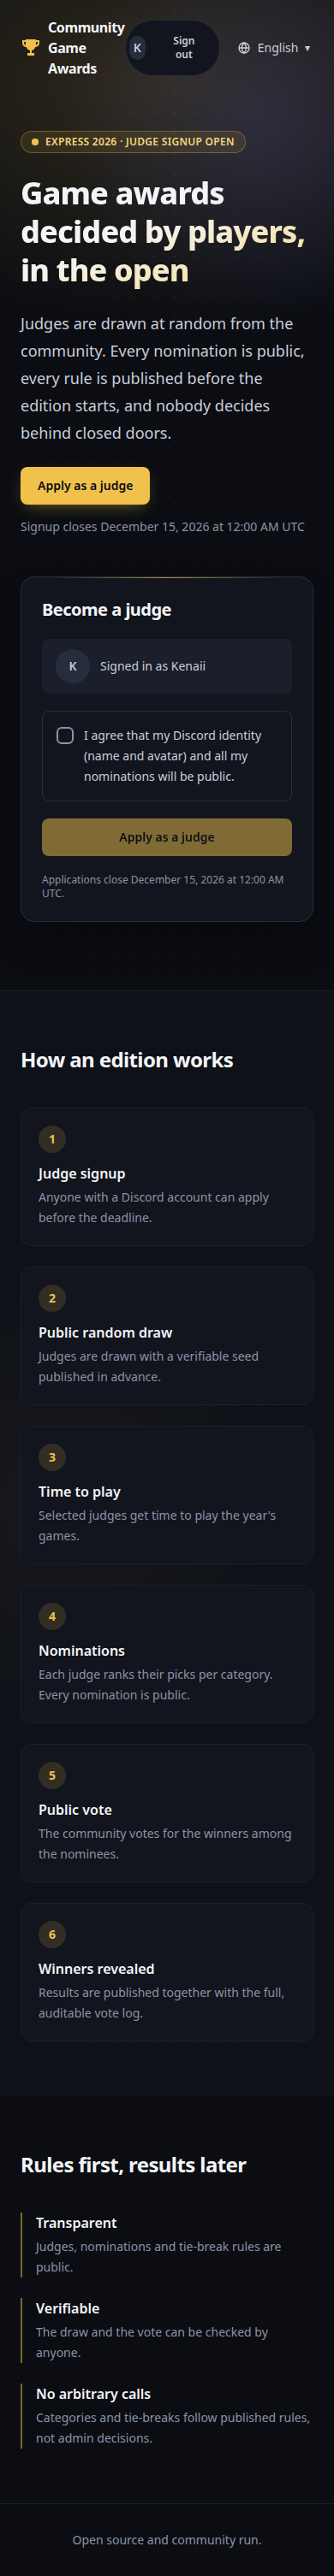 Community
Game
Awards
K
Sign
out
English ▾
EXPRESS 2026 · JUDGE SIGNUP OPEN
Game awards
decided by players,
in the open
Judges are drawn at random from the
community. Every nomination is public,
every rule is published before the
edition starts, and nobody decides
behind closed doors.
Apply as a judge
Signup closes December 15, 2026 at 12:00 AM UTC
Become a judge
K
Signed in as Kenaii
I agree that my Discord identity
(name and avatar) and all my
nominations will be public.
Apply as a judge
Applications close December 15, 2026 at 12:00 AM
UTC.
How an edition works
1
Judge signup
Anyone with a Discord account can apply
before the deadline.
2
Public random draw
Judges are drawn with a verifiable seed
published in advance.
3
Time to play
Selected judges get time to play the year's
games.
4
Nominations
Each judge ranks their picks per category.
Every nomination is public.
5
Public vote
The community votes for the winners among
the nominees.
6
Winners revealed
Results are published together with the full,
auditable vote log.
Rules first, results later
Transparent
Judges, nominations and tie-break rules are
public.
Verifiable
The draw and the vote can be checked by
anyone.
No arbitrary calls
Categories and tie-breaks follow published rules,
not admin decisions.
Open source and community run.